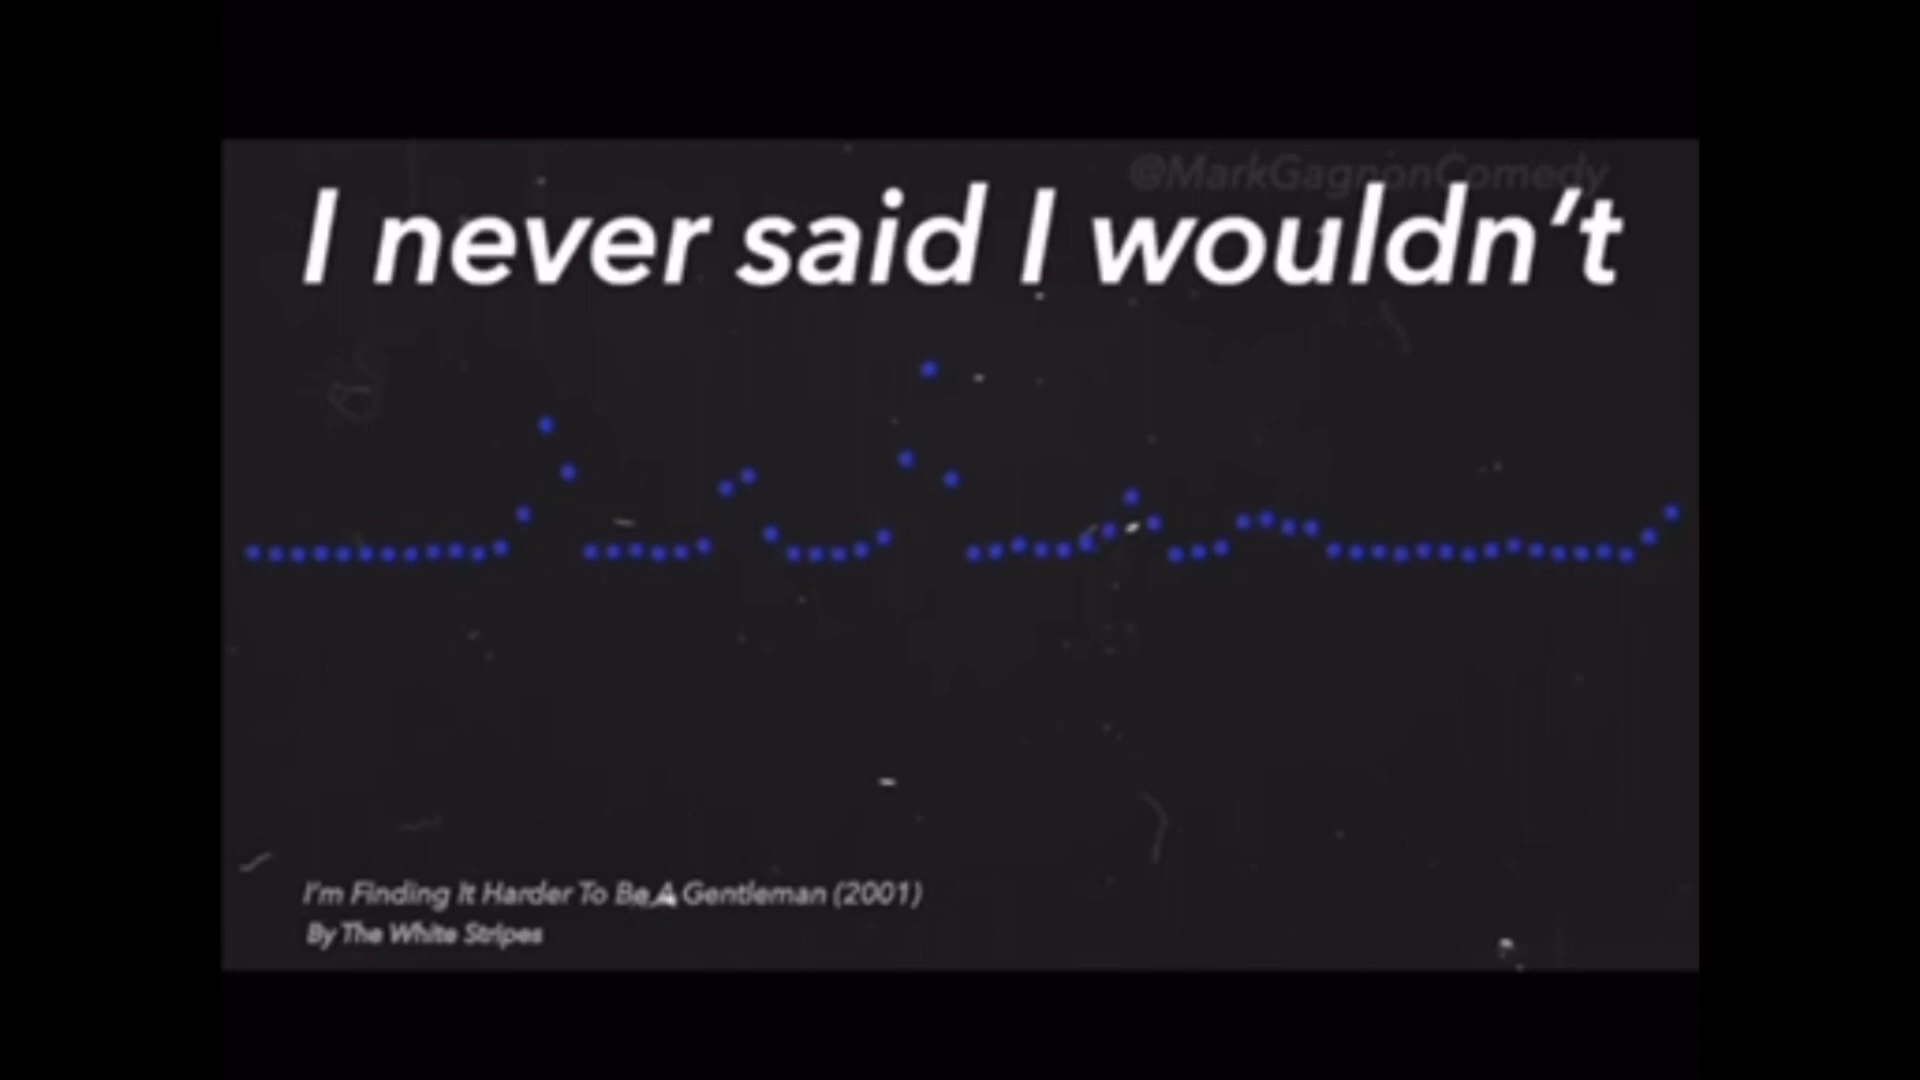 @MarkGagnonComedy
I never said I wouldn't
I'm Finding It Harder To Be A Gentleman (2001)
By The White Stripes